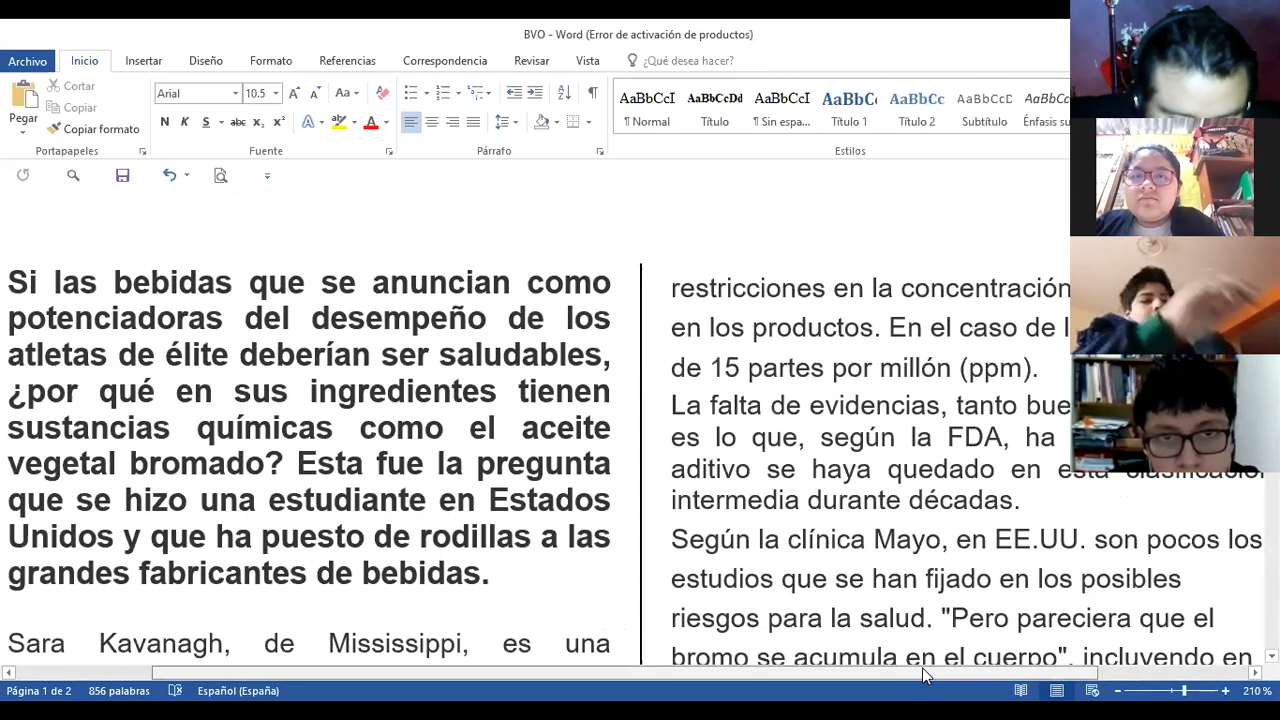 BVO - Word (Error de activación de productos)
Archivo Inicio Insertar Diseño Formato Referencias Correspondencia Revisar Vista ¿Qué desea hacer?
Pegar
Cortar
Copiar
Copiar formato
Portapapeles
Arial 10.5
N K S abc x₂ x²
Fuente
Párrafo
AaBbCcI AaBbCcDd AaBbCcI AaBbC AaBbCc AaBbCcD AaBbCcI
¶ Normal Título ¶ Sin espa... Título 1 Título 2 Subtítulo Énfasis su
Estilos
Si las bebidas que se anuncian como
potenciadoras del desempeño de los
atletas de élite deberían ser saludables,
¿por qué en sus ingredientes tienen
sustancias químicas como el aceite
vegetal bromado? Esta fue la pregunta
que se hizo una estudiante en Estados
Unidos y que ha puesto de rodillas a las
grandes fabricantes de bebidas.
Sara Kavanagh, de Mississippi, es una
restricciones en la concentración
en los productos. En el caso de
de 15 partes por millón (ppm).
La falta de evidencias, tanto
es lo que, según la FDA, ha
aditivo se haya quedado en esta clasificación
intermedia durante décadas.
Según la clínica Mayo, en EE.UU. son pocos los
estudios que se han fijado en los posibles
riesgos para la salud. "Pero pareciera que el
bromo se acumula en el cuerpo", incluyendo en
Página 1 de 2 856 palabras Español (España) 210 %